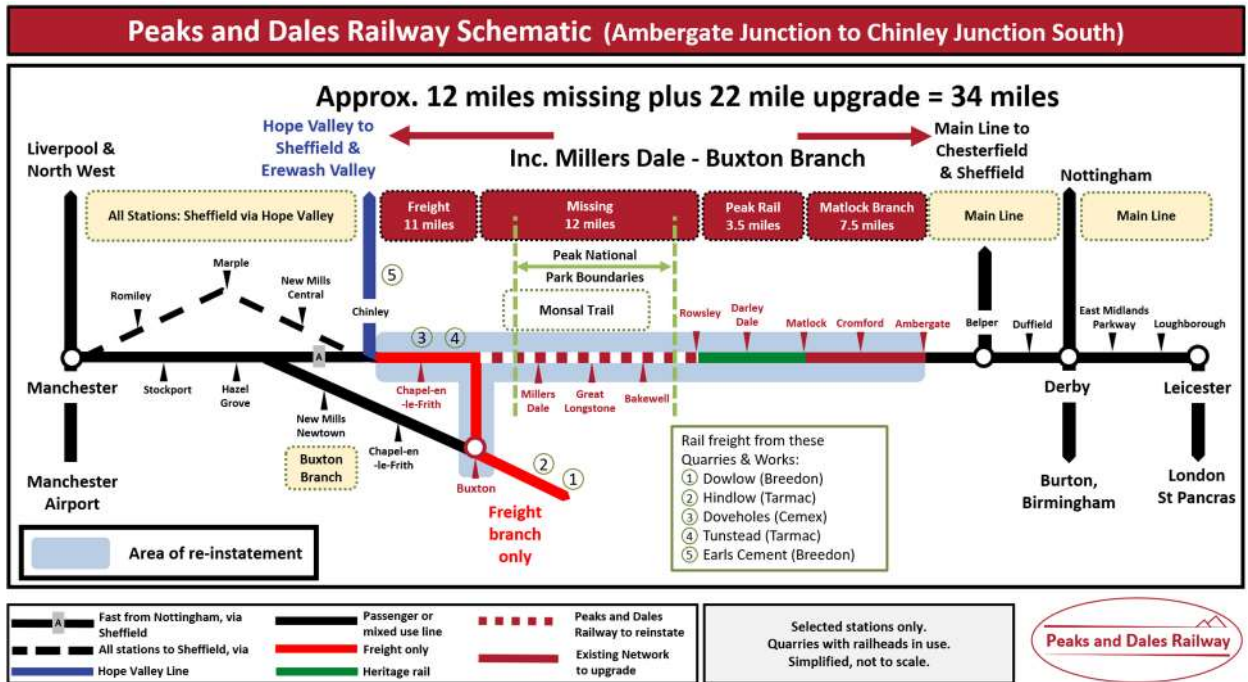 Peaks and Dales Railway Schematic (Ambergate Junction to Chinley Junction South)
Approx. 12 miles missing plus 22 mile upgrade = 34 miles
Liverpool &
North West
Hope Valley to
Sheffield &
Erewash Valley
Inc. Millers Dale - Buxton Branch
Main Line to
Chesterfield
& Sheffield
Nottingham
All Stations: Sheffield via Hope Valley
Freight
11 miles
Missing
12 miles
Peak Rail
3.5 miles
Matlock Branch
7.5 miles
Main Line
Main Line
Peak National
Park Boundaries
Monsal Trail
5
Marple
Romiley
New Mills
Central
Chinley
3
4
Rowsley
Darley
Dale
Matlock
Cromford
Ambergate
Belper
Duffield
East Midlands
Parkway
Loughborough
A
Manchester
Stockport
Hazel
Grove
New Mills
Newtown
Chapel-en
-le-Frith
Chapel-en
-le-Frith
Millers
Dale
Great
Longstone
Bakewell
Derby
Leicester
Buxton
Branch
Buxton
2
1
Freight
branch
only
Manchester
Airport
Rail freight from these
Quarries & Works:
1 Dowlow (Breedon)
2 Hindlow (Tarmac)
3 Doveholes (Cemex)
4 Tunstead (Tarmac)
5 Earls Cement (Breedon)
Burton,
Birmingham
London
St Pancras
Area of re-instatement
A
Fast from Nottingham, via
Sheffield
All stations to Sheffield, via
Hope Valley Line
Passenger or
mixed use line
Freight only
Heritage rail
Peaks and Dales
Railway to reinstate
Existing Network
to upgrade
Selected stations only.
Quarries with railheads in use.
Simplified, not to scale.
Peaks and Dales Railway